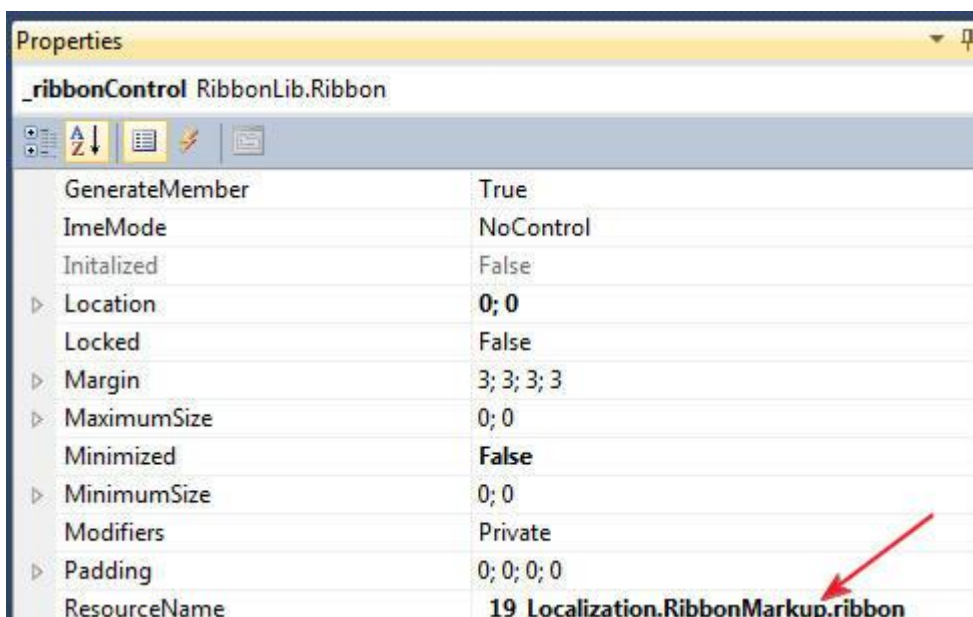 Properties
_ribbonControl RibbonLib.Ribbon
GenerateMember True
ImeMode NoControl
Initalized False
Location 0; 0
Locked False
Margin 3; 3; 3; 3
MaximumSize 0; 0
Minimized False
MinimumSize 0; 0
Modifiers Private
Padding 0; 0; 0; 0
ResourceName 19_Localization.RibbonMarkup.ribbon